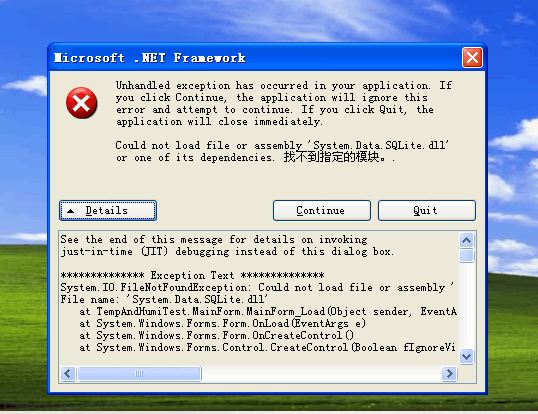 Microsoft .NET Framework
Unhandled exception has occurred in your application. If
you click Continue, the application will ignore this
error and attempt to continue. If you click Quit, the
application will close immediately.
Could not load file or assembly 'System.Data.SQLite.dll'
or one of its dependencies. 找不到指定的模块。.
Details
Continue
Quit
See the end of this message for details on invoking
just-in-time (JIT) debugging instead of this dialog box.
************** Exception Text **************
System.IO.FileNotFoundException: Could not load file or assembly '
File name: 'System.Data.SQLite.dll'
at TempAndHumiTest.MainForm.MainForm_Load(Object sender, EventA
at System.Windows.Forms.Form.OnLoad(EventArgs e)
at System.Windows.Forms.Form.OnCreateControl()
at System.Windows.Forms.Control.CreateControl(Boolean fIgnoreVi